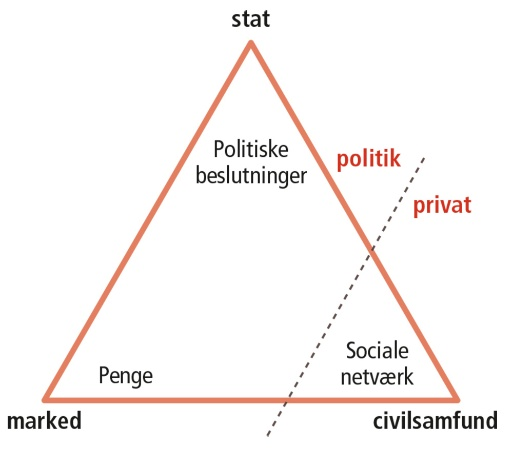 stat
Politiske
beslutninger
politik
privat
Sociale
netværk
Penge
marked
civilsamfund